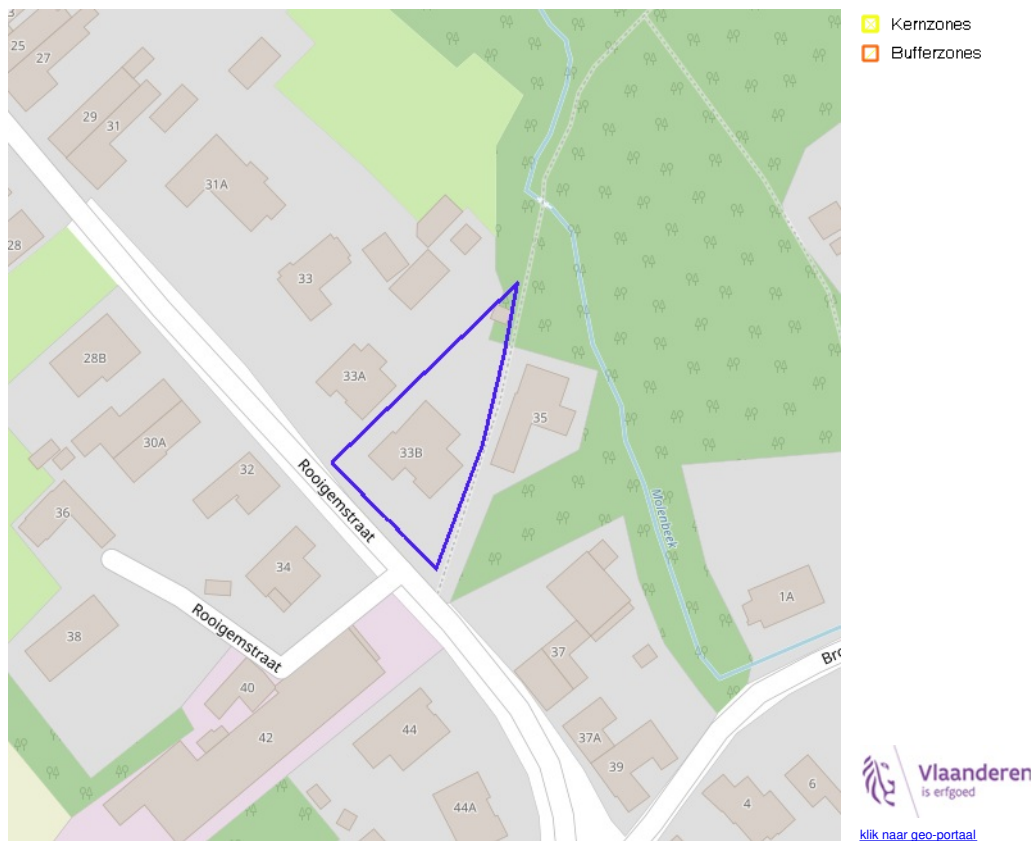 Kernzones
Bufferzones
25
27
29
31
31A
28
33
28B
33A
35
30A
33B
32
Rooigemstraat
36
Molenbeek
34
1A
Rooigemstraat
38
37
Bro
40
42
44
37A
39
44A
4
6
Vlaanderen
is erfgoed
klik naar geo-portaal